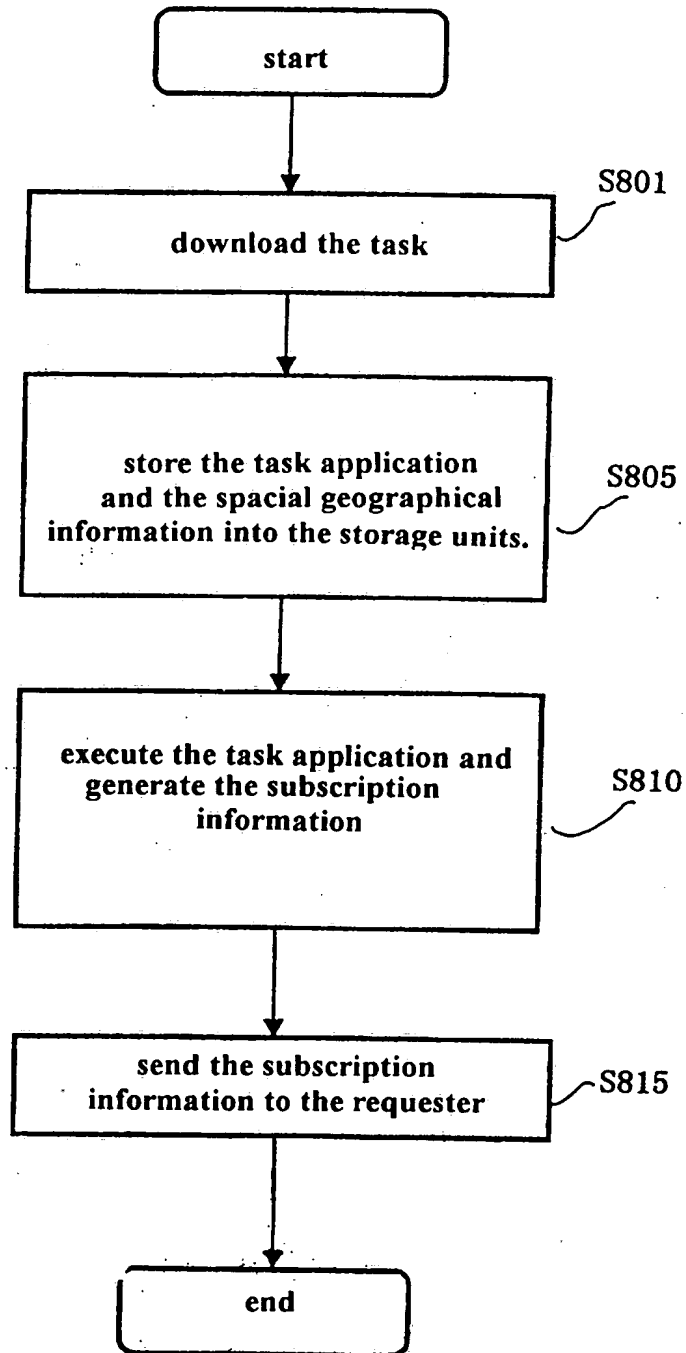 start
S801
download the task
store the task application
and the spacial geographical
information into the storage units.
S805
execute the task application and
generate the subscription
information
S810
send the subscription
information to the requester
S815
end